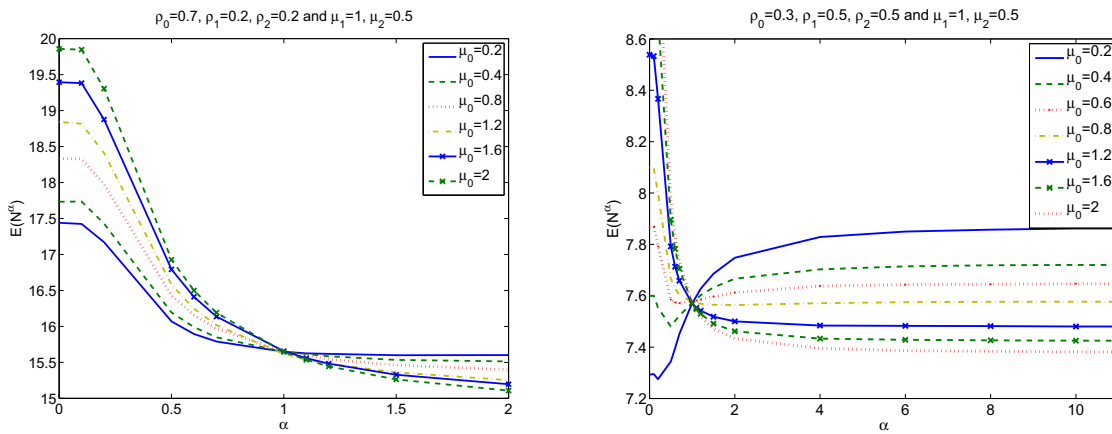 ρ₀=0.7, ρ₁=0.2, ρ₂=0.2 and μ₁=1, μ₂=0.5
20
19.5
19
18.5
18
17.5
17
16.5
16
15.5
15
E(N^α)
0
0.5
1
1.5
2
α
μ₀=0.2
μ₀=0.4
μ₀=0.8
μ₀=1.2
μ₀=1.6
μ₀=2
ρ₀=0.3, ρ₁=0.5, ρ₂=0.5 and μ₁=1, μ₂=0.5
8.6
8.4
8.2
8
7.8
7.6
7.4
7.2
E(N^α)
0
2
4
6
8
10
α
μ₀=0.2
μ₀=0.4
μ₀=0.6
μ₀=0.8
μ₀=1.2
μ₀=1.6
μ₀=2